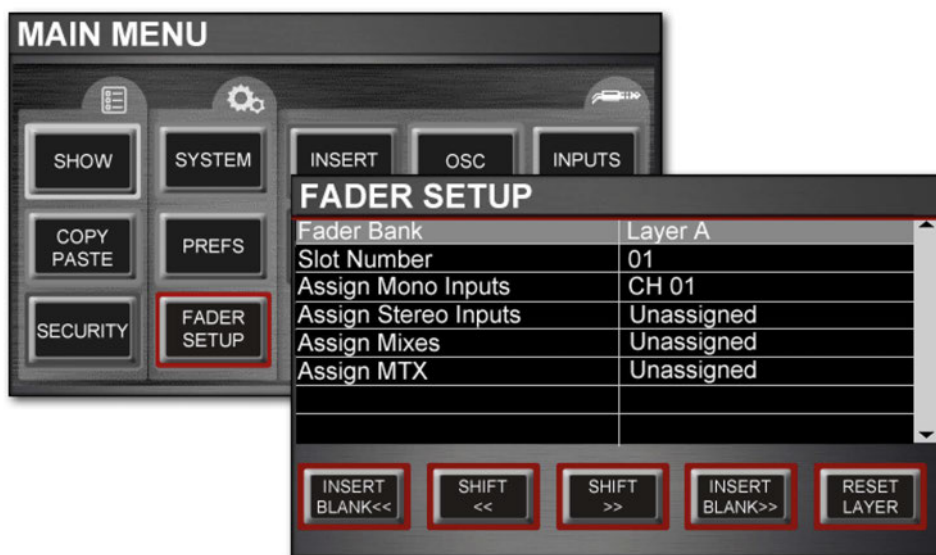 MAIN MENU
SHOW
SYSTEM
INSERT
OSC
INPUTS
COPY
PASTE
PREFS
SECURITY
FADER
SETUP
FADER SETUP
Fader Bank Layer A
Slot Number 01
Assign Mono Inputs CH 01
Assign Stereo Inputs Unassigned
Assign Mixes Unassigned
Assign MTX Unassigned
INSERT
BLANK<<
SHIFT
<<
SHIFT
>>
INSERT
BLANK>>
RESET
LAYER